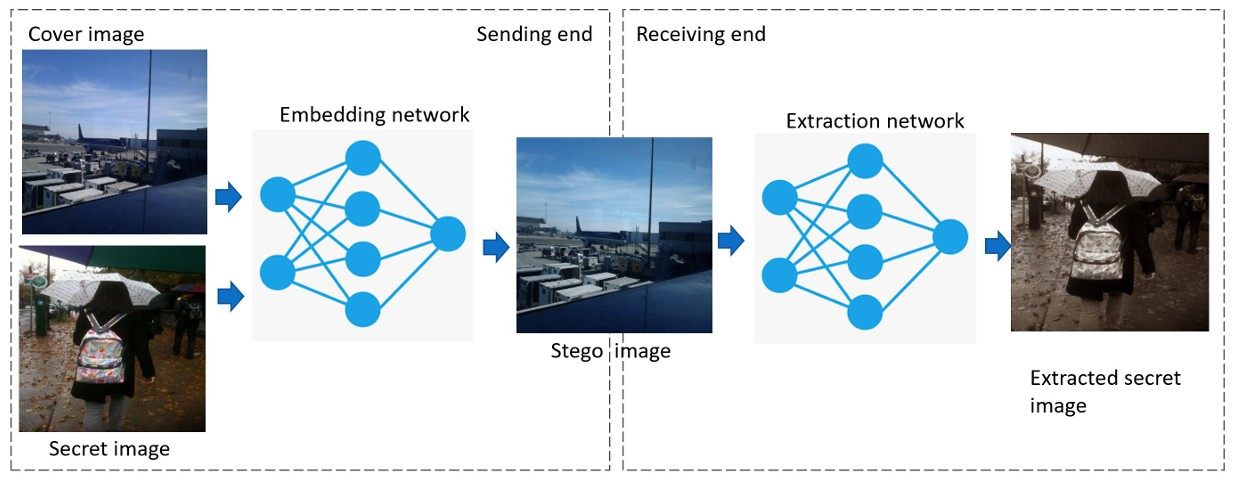 Cover image
Sending end
Receiving end
Embedding network
Extraction network
Stego image
Extracted secret
image
Secret image